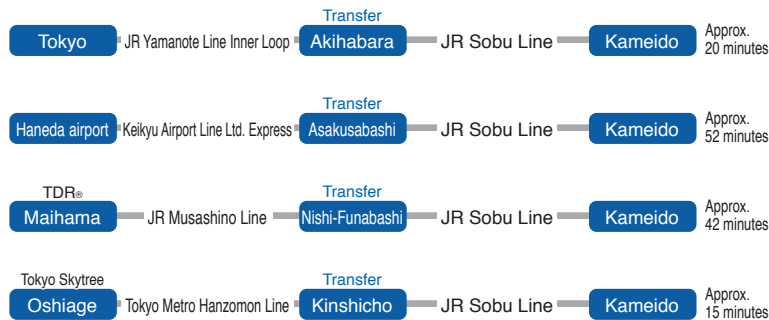 Transfer
Tokyo JR Yamanote Line Inner Loop Akihabara JR Sobu Line Kameido Approx.
20 minutes
Transfer
Haneda airport Keikyu Airport Line Ltd. Express Asakusabashi JR Sobu Line Kameido Approx.
52 minutes
TDR® Transfer
Maihama JR Musashino Line Nishi-Funabashi JR Sobu Line Kameido Approx.
42 minutes
Tokyo Skytree Transfer
Oshiage Tokyo Metro Hanzomon Line Kinshicho JR Sobu Line Kameido Approx.
15 minutes